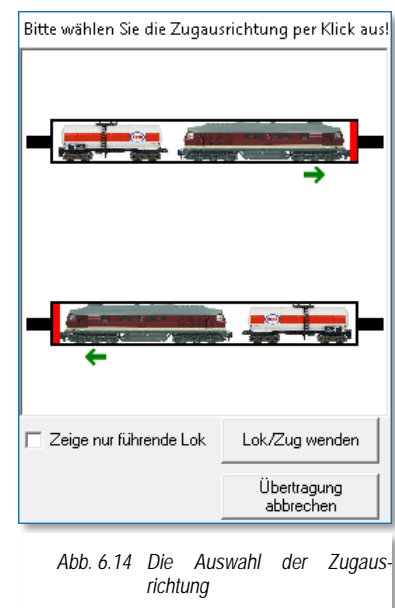 Bitte wählen Sie die Zugausrichtung per Klick aus!
Zeige nur führende Lok
Lok/Zug wenden
Übertragung
abbrechen
Abb. 6.14 Die Auswahl der Zugaus-
richtung